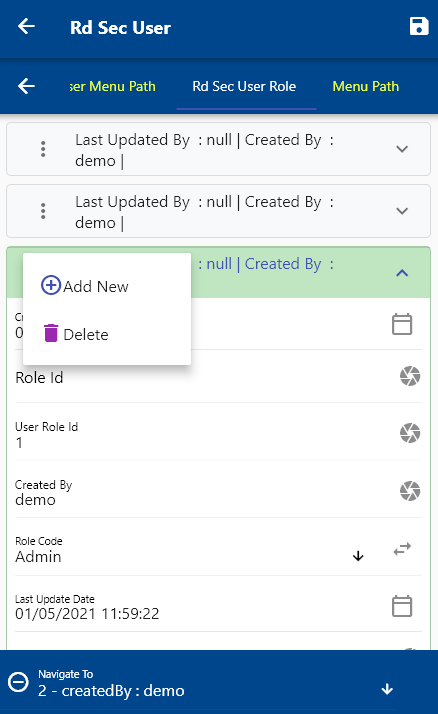 Rd Sec User
ser Menu Path
Rd Sec User Role
Menu Path
Last Updated By : null | Created By :
demo |
Last Updated By : null | Created By :
demo |
: null | Created By :
Add New
Delete
Role Id
User Role Id
1
Created By
demo
Role Code
Admin
Last Update Date
01/05/2021 11:59:22
Navigate To
2 - createdBy : demo